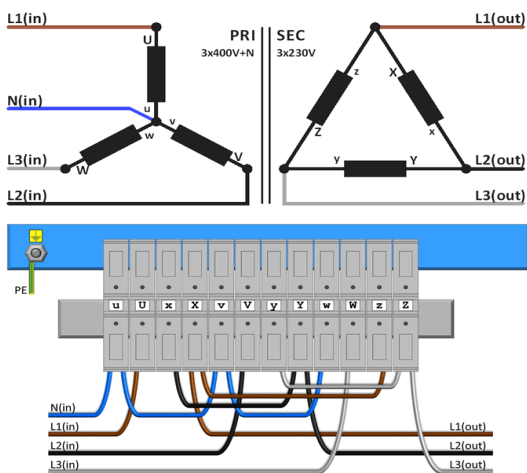 L1(in)
U
PRI
SEC
3x400V+N
3x230V
L1(out)
z
X
N(in)
u
w
v
Z
x
L3(in)
W
V
y
Y
L2(out)
L2(in)
L3(out)
PE
u U x X v V y Y w W z Z
N(in)
L1(in)
L1(out)
L2(in)
L2(out)
L3(in)
L3(out)